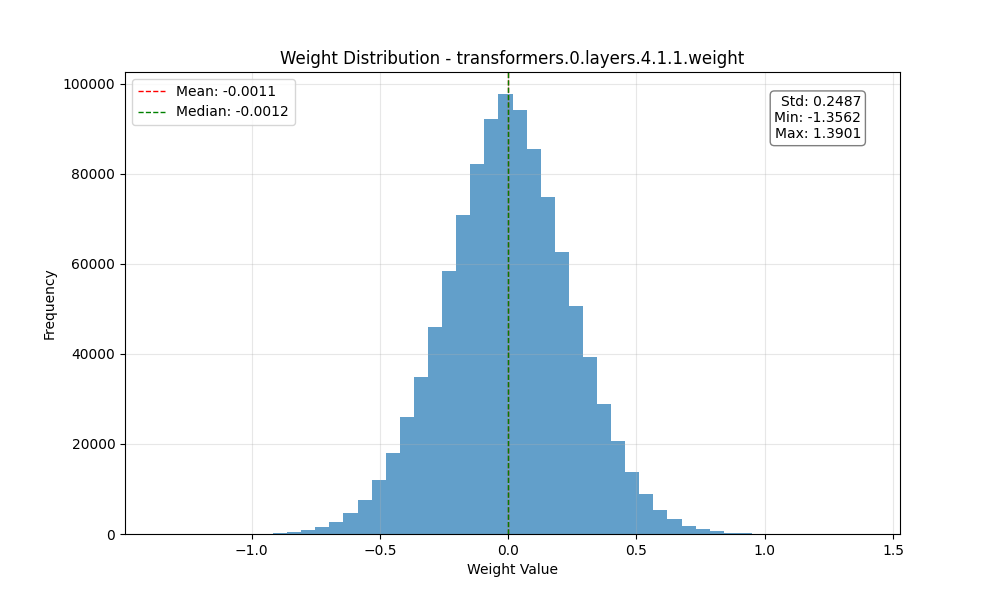 Weight Distribution - transformers.0.layers.4.1.1.weight
Mean: -0.0011
Median: -0.0012
Std: 0.2487
Min: -1.3562
Max: 1.3901
100000
80000
60000
40000
20000
0
Frequency
−1.0 −0.5 0.0 0.5 1.0 1.5
Weight Value